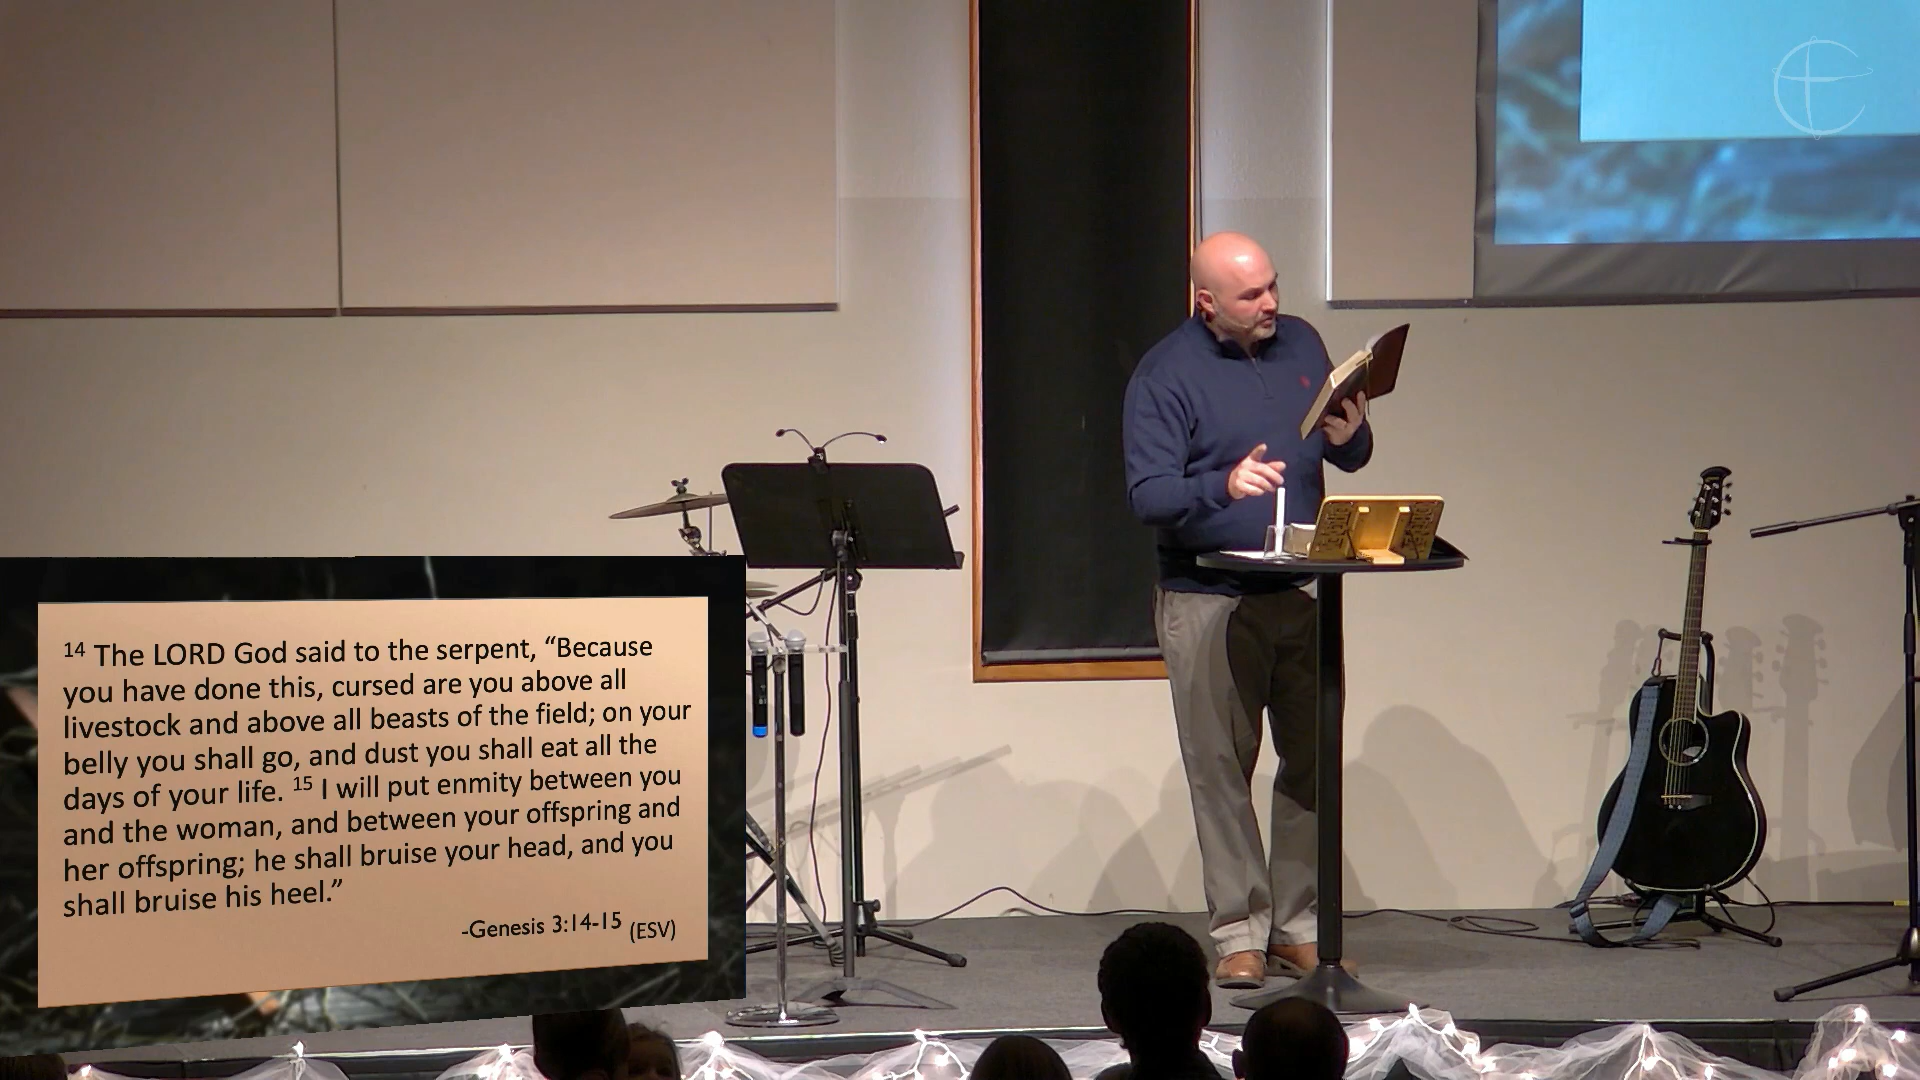 14 The LORD God said to the serpent, “Because
you have done this, cursed are you above all
livestock and above all beasts of the field; on your
belly you shall go, and dust you shall eat all the
days of your life. 15 I will put enmity between you
and the woman, and between your offspring and
her offspring; he shall bruise your head, and you
shall bruise his heel.”
-Genesis 3:14-15 (ESV)